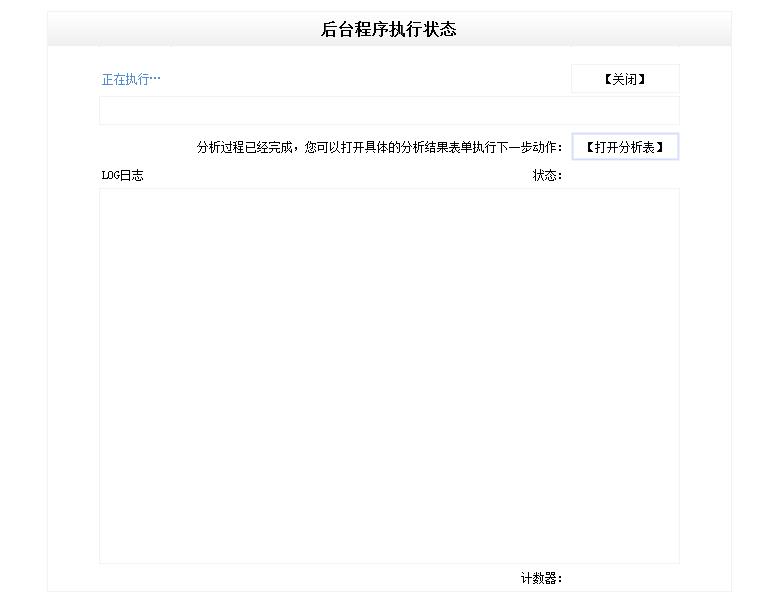 后台程序执行状态
正在执行…
【关闭】
分析过程已经完成，您可以打开具体的分析结果表单执行下一步动作：
【打开分析表】
LOG日志
状态：
计数器：